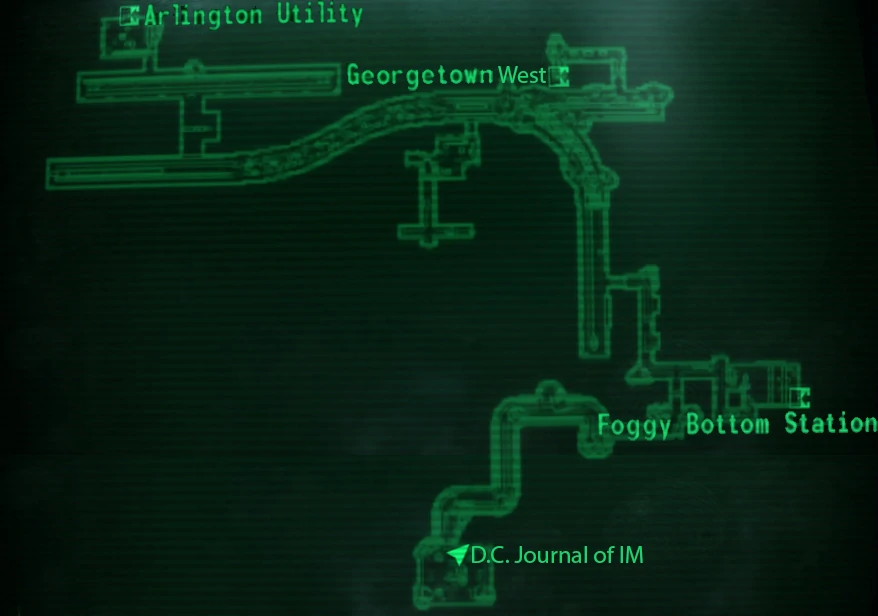 Arlington Utility
Georgetown West
Foggy Bottom Station
D.C. Journal of IM